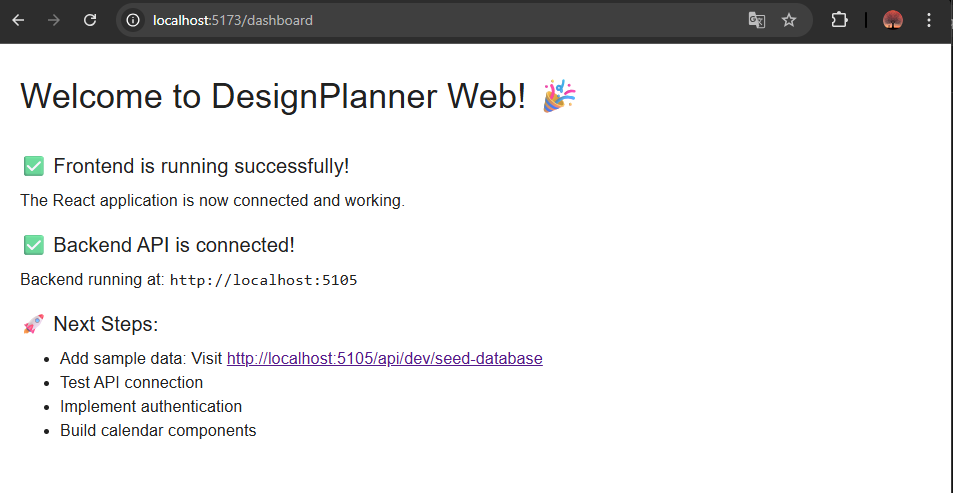 localhost:5173/dashboard
Welcome to DesignPlanner Web! 🎉
✅ Frontend is running successfully!
The React application is now connected and working.
✅ Backend API is connected!
Backend running at: http://localhost:5105
🚀 Next Steps:
• Add sample data: Visit http://localhost:5105/api/dev/seed-database
• Test API connection
• Implement authentication
• Build calendar components